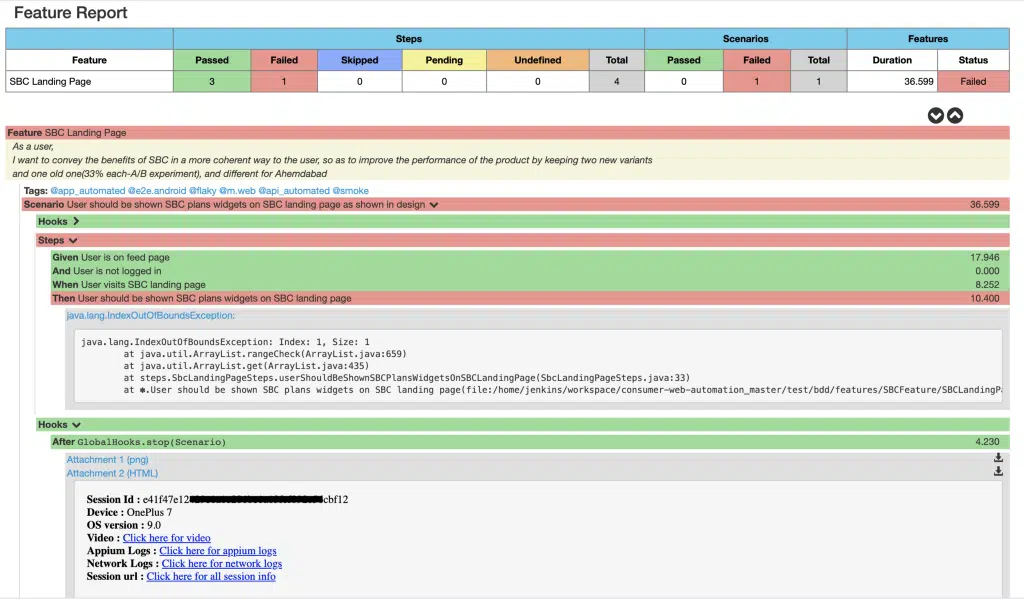 Feature Report
Steps Scenarios Features
Feature Passed Failed Skipped Pending Undefined Total Passed Failed Total Duration Status
SBC Landing Page 3 1 0 0 0 4 0 1 1 36.599 Failed
Feature SBC Landing Page
As a user,
I want to convey the benefits of SBC in a more coherent way to the user, so as to improve the performance of the product by keeping two new variants
and one old one(33% each-A/B experiment), and different for Ahemdabad
Tags: @app_automated @e2e.android @flaky @m.web @api_automated @smoke
Scenario User should be shown SBC plans widgets on SBC landing page as shown in design 36.599
Hooks
Steps
Given User is on feed page 17.946
And User is not logged in 0.000
When User visits SBC landing page 8.252
Then User should be shown SBC plans widgets on SBC landing page 10.400
java.lang.IndexOutOfBoundsException:
java.lang.IndexOutOfBoundsException: Index: 1, Size: 1
at java.util.ArrayList.rangeCheck(ArrayList.java:659)
at java.util.ArrayList.get(ArrayList.java:435)
at steps.SbcLandingPageSteps.userShouldBeShownSBCPlansWidgetsOnSBCLandingPage(SbcLandingPageSteps.java:33)
at ✽.User should be shown SBC plans widgets on SBC landing page(file:/home/jenkins/workspace/consumer-web-automation_master/test/bdd/features/SBCFeature/SBCLandingP
Hooks
After GlobalHooks.stop(Scenario) 4.230
Attachment 1 (png)
Attachment 2 (HTML)
Session Id : e41f47e12 cbf12
Device : OnePlus 7
OS version : 9.0
Video : Click here for video
Appium Logs : Click here for appium logs
Network Logs : Click here for network logs
Session url : Click here for all session info